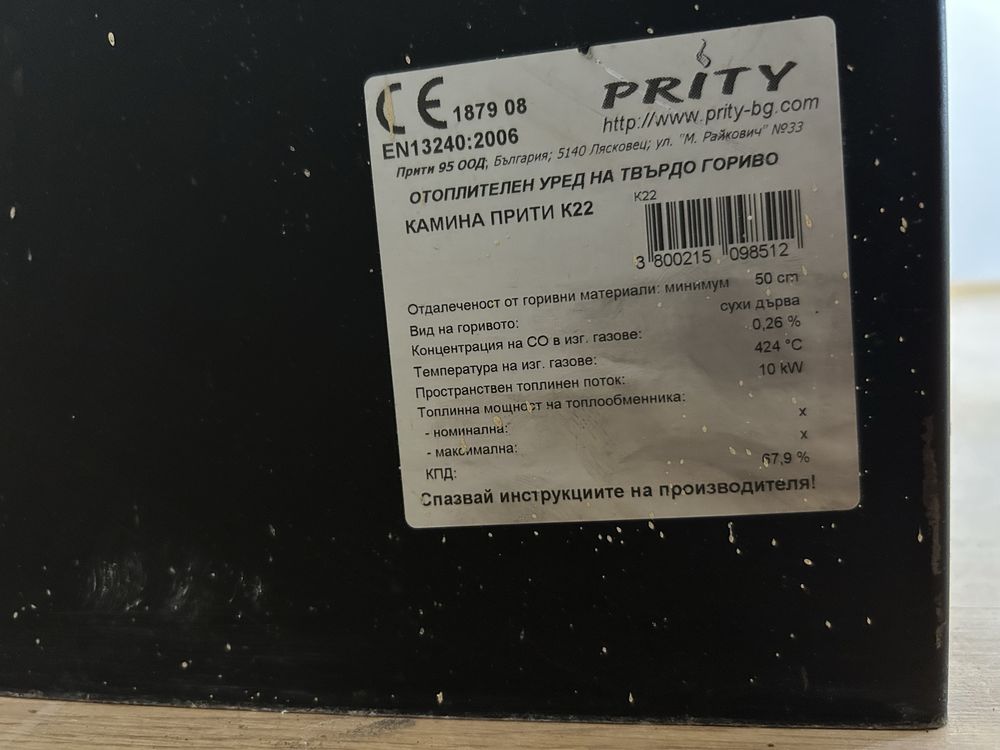 CE 1879 08
PRITY
http://www.prity-bg.com
EN13240:2006
Прити 95 ООД, България; 5140 Лясковец; ул. "М. Райкович" №33
ОТОПЛИТЕЛЕН УРЕД НА ТВЪРДО ГОРИВО
КАМИНА ПРИТИ К22
К22
3 800215 098512
Отдалеченост от горивни материали: минимум 50 cm
Вид на горивото: сухи дърва
Концентрация на CO в изг. газове: 0,26 %
Температура на изг. газове: 424 °C
Пространствен топлинен поток: 10 kW
Топлинна мощност на топлообменника:
- номинална: x
- максимална: x
КПД: 67,9 %
Спазвай инструкциите на производителя!